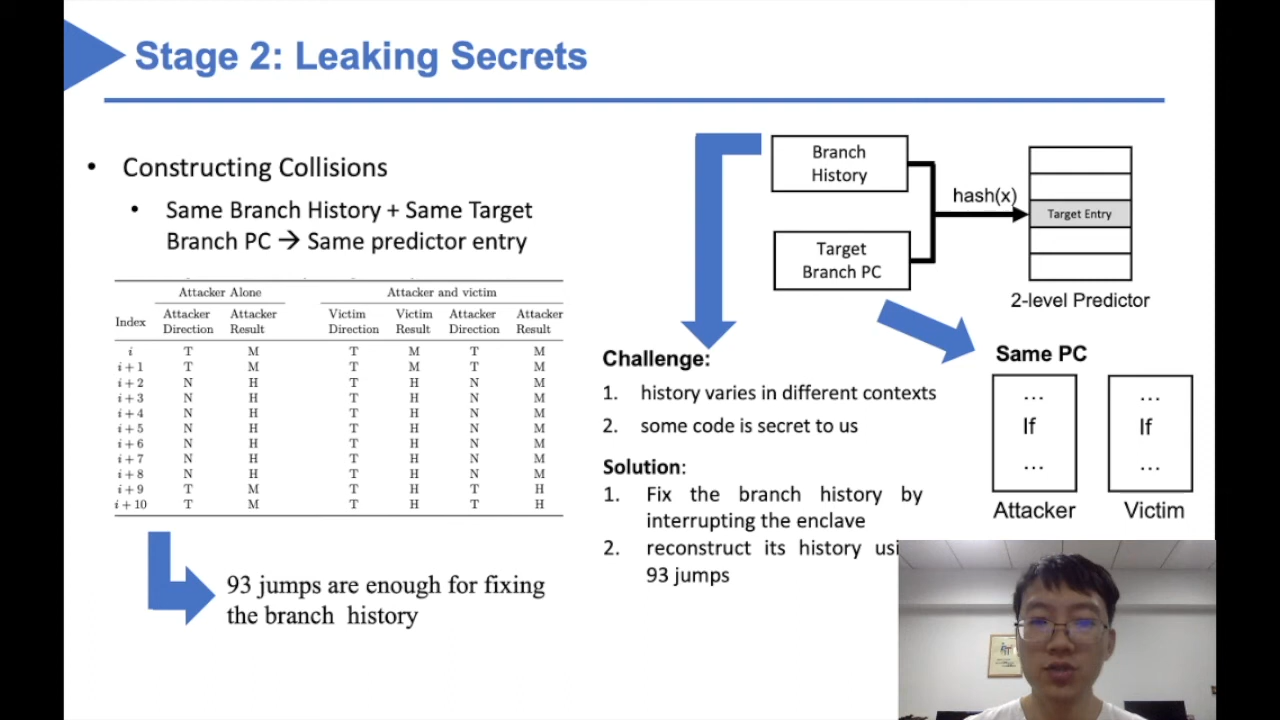 Stage 2: Leaking Secrets
• Constructing Collisions
• Same Branch History + Same Target
Branch PC → Same predictor entry
Attacker Alone Attacker and victim
Index Attacker Direction Attacker Result Victim Direction Victim Result Attacker Direction Attacker Result
i T M T M T M
i + 1 T M T M T M
i + 2 N H T H N M
i + 3 N H T H N M
i + 4 N H T H N M
i + 5 N H T H N M
i + 6 N H T H N M
i + 7 N H T H N M
i + 8 N H T H N M
i + 9 T M T H T H
i + 10 T M T H T H
93 jumps are enough for fixing
the branch history
Branch
History
Target
Branch PC
hash(x)
Target Entry
2-level Predictor
Challenge:
1. history varies in different contexts
2. some code is secret to us
Solution:
1. Fix the branch history by
interrupting the enclave
2. reconstruct its history usi
93 jumps
Same PC
...
If
...
Attacker
...
If
...
Victim